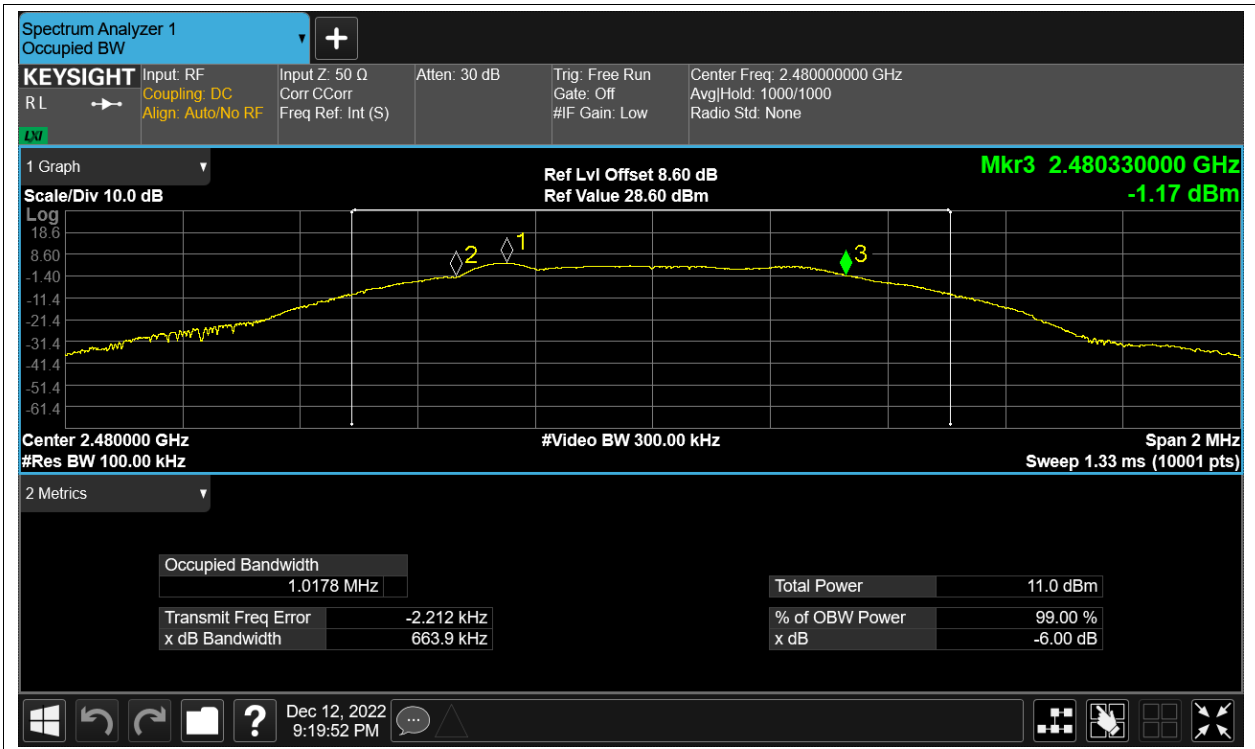 Spectrum Analyzer 1
Occupied BW
KEYSIGHT
RL
LXI
Input: RF
Coupling: DC
Align: Auto/No RF
Input Z: 50 Ω
Corr CCorr
Freq Ref: Int (S)
Atten: 30 dB
Trig: Free Run
Gate: Off
#IF Gain: Low
Center Freq: 2.480000000 GHz
Avg|Hold: 1000/1000
Radio Std: None
1 Graph
Scale/Div 10.0 dB
Ref Lvl Offset 8.60 dB
Ref Value 28.60 dBm
Mkr3 2.480330000 GHz
-1.17 dBm
Log
18.6
8.60
-1.40
-11.4
-21.4
-31.4
-41.4
-51.4
-61.4
2
1
3
Center 2.480000 GHz
#Res BW 100.00 kHz
#Video BW 300.00 kHz
Span 2 MHz
Sweep 1.33 ms (10001 pts)
2 Metrics
Occupied Bandwidth
1.0178 MHz
Transmit Freq Error -2.212 kHz
x dB Bandwidth 663.9 kHz
Total Power 11.0 dBm
% of OBW Power 99.00 %
x dB -6.00 dB
?
Dec 12, 2022
9:19:52 PM